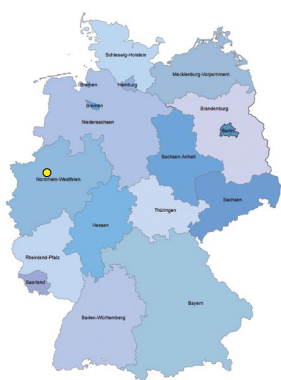 Schleswig-Holstein
Mecklenburg-Vorpommern
Bremen
Hamburg
Bremen
Brandenburg
Niedersachsen
Berlin
Sachsen-Anhalt
Nordrhein-Westfalen
Sachsen
Thüringen
Hessen
Rheinland-Pfalz
Saarland
Bayern
Baden-Württemberg